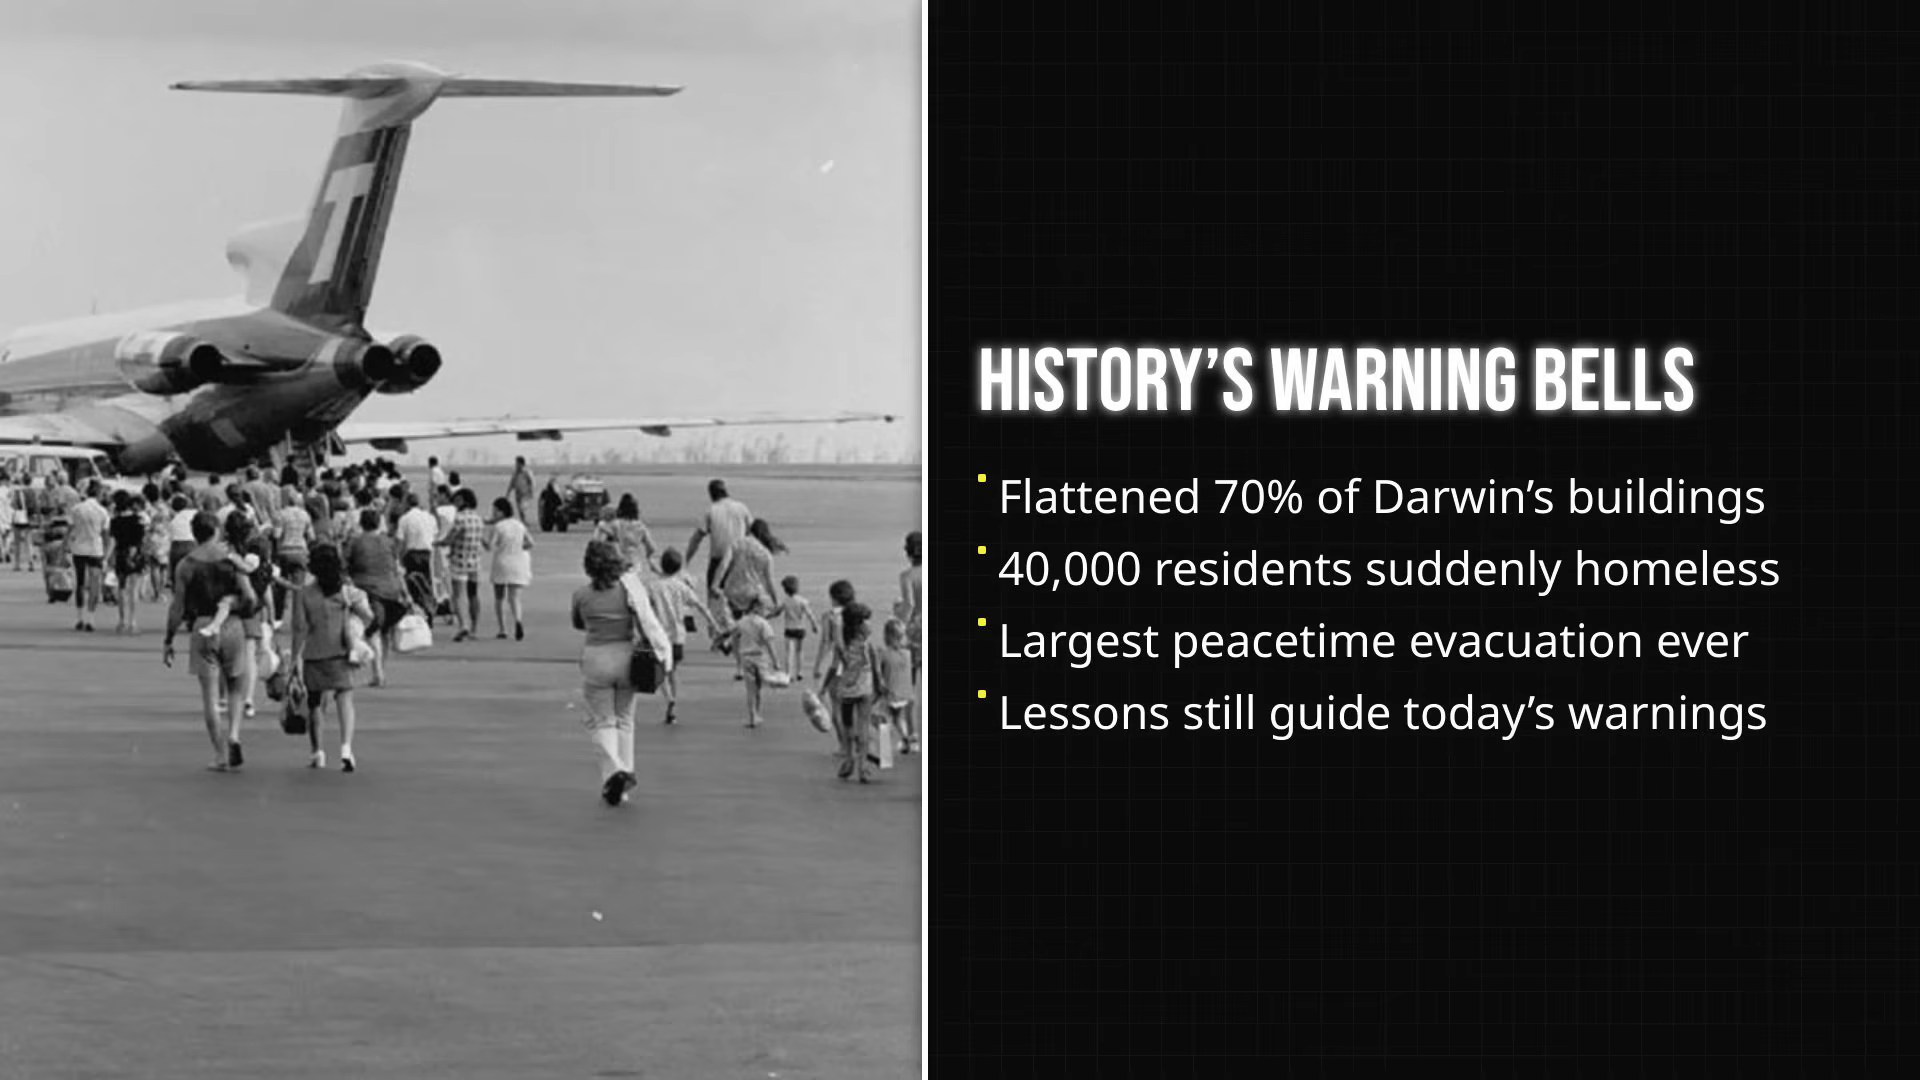 HISTORY’S WARNING BELLS
Flattened 70% of Darwin’s buildings
40,000 residents suddenly homeless
Largest peacetime evacuation ever
Lessons still guide today’s warnings